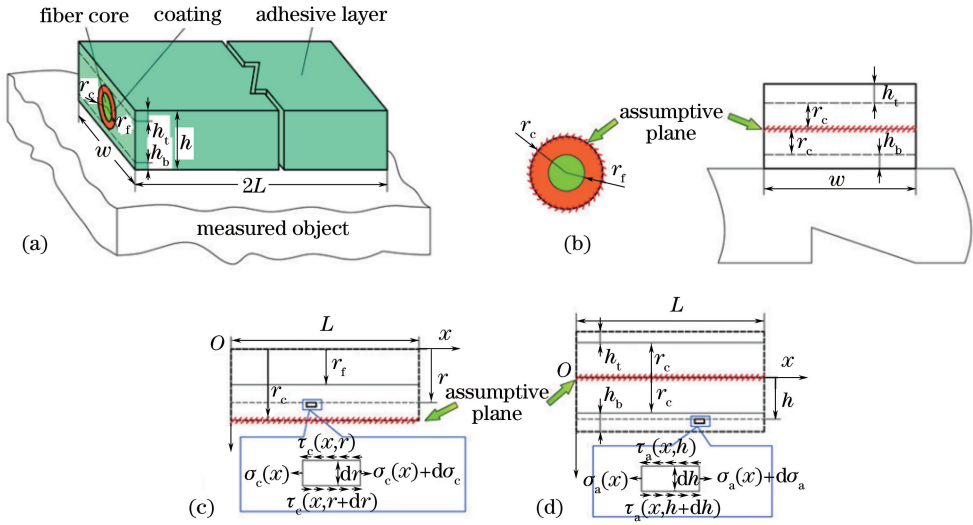 fiber core coating adhesive layer
r_c
r_f
h_t
h
h_b
w
2L
measured object
(a)
r_c
assumptive
plane
r_f
h_t
r_c
r_c
h_b
w
(b)
L
O x
r_f
r_c
r
assumptive
plane
τ_c(x,r)
σ_c(x) dr σ_c(x)+dσ_c
τ_c(x,r+dr)
(c)
L
h_t
r_c
O x
r_c
h_b
h
τ_a(x,h)
σ_a(x) dh σ_a(x)+dσ_a
τ_a(x,h+dh)
(d)